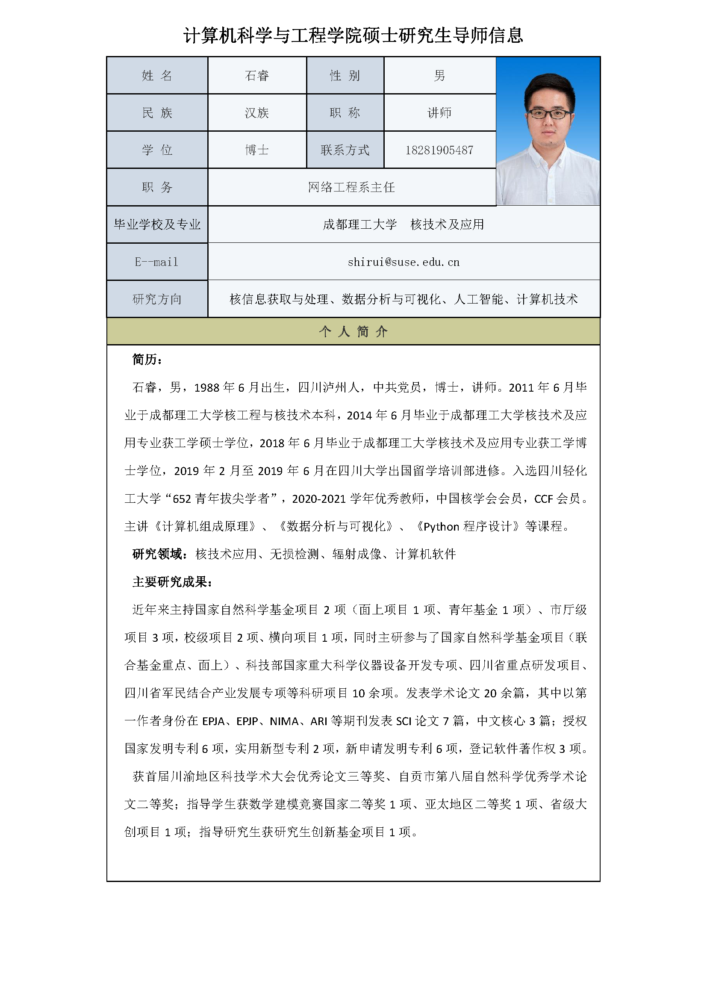 计算机科学与工程学院硕士研究生导师信息
姓 名 石睿 性 别 男
民 族 汉族 职 称 讲师
学 位 博士 联系方式 18281905487
职 务 网络工程系主任
毕业学校及专业 成都理工大学 核技术及应用
E--mail shirui@suse.edu.cn
研究方向 核信息获取与处理、数据分析与可视化、人工智能、计算机技术
个 人 简 介
简历：
石睿，男，1988 年 6 月出生，四川泸州人，中共党员，博士，讲师。2011 年 6 月毕
业于成都理工大学核工程与核技术本科，2014 年 6 月毕业于成都理工大学核技术及应
用专业获工学硕士学位，2018 年 6 月毕业于成都理工大学核技术及应用专业获工学博
士学位，2019 年 2 月至 2019 年 6 月在四川大学出国留学培训部进修。入选四川轻化
工大学“652 青年拔尖学者”，2020-2021 学年优秀教师，中国核学会会员，CCF 会员。
主讲《计算机组成原理》、《数据分析与可视化》、《Python 程序设计》等课程。
研究领域：核技术应用、无损检测、辐射成像、计算机软件
主要研究成果：
近年来主持国家自然科学基金项目 2 项（面上项目 1 项、青年基金 1 项）、市厅级
项目 3 项，校级项目 2 项、横向项目 1 项，同时主研参与了国家自然科学基金项目（联
合基金重点、面上）、科技部国家重大科学仪器设备开发专项、四川省重点研发项目、
四川省军民结合产业发展专项等科研项目 10 余项。发表学术论文 20 余篇，其中以第
一作者身份在 EPJA、EPJP、NIMA、ARI 等期刊发表 SCI 论文 7 篇，中文核心 3 篇；授权
国家发明专利 6 项，实用新型专利 2 项，新申请发明专利 6 项，登记软件著作权 3 项。
获首届川渝地区科技学术大会优秀论文三等奖、自贡市第八届自然科学优秀学术论
文二等奖；指导学生获数学建模竞赛国家二等奖 1 项、亚太地区二等奖 1 项、省级大
创项目 1 项；指导研究生获研究生创新基金项目 1 项。